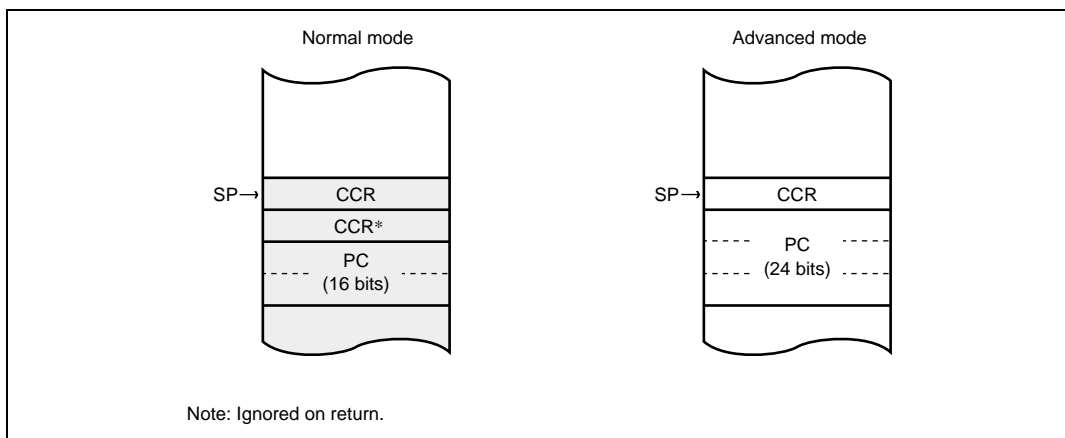 Normal mode
SP→
CCR
CCR*
PC
(16 bits)
Advanced mode
SP→
CCR
PC
(24 bits)
Note: Ignored on return.